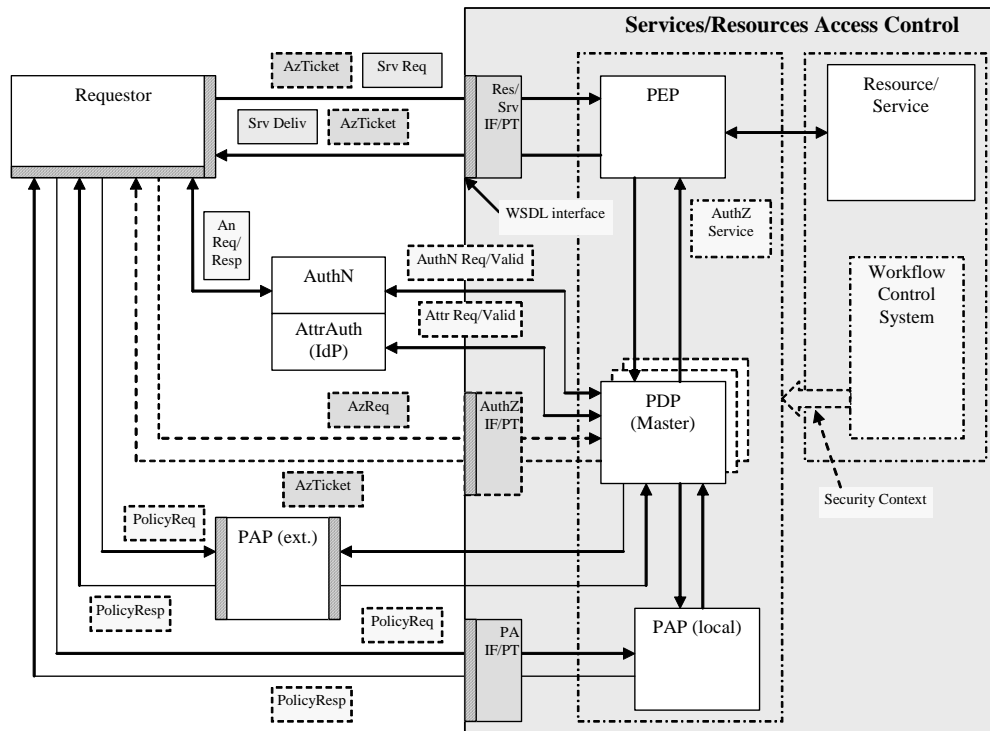 Services/Resources Access Control
AzTicket
Srv Req
Requestor
Srv Deliv
AzTicket
Res/
Srv
IF/PT
PEP
Resource/
Service
WSDL interface
An
Req/
Resp
AuthZ
Service
AuthN Req/Valid
AuthN
Attr Req/Valid
AttrAuth
(IdP)
Workflow
Control
System
AzReq
AuthZ
IF/PT
PDP
(Master)
AzTicket
Security Context
PolicyReq
PAP (ext.)
PolicyResp
PolicyReq
PA
IF/PT
PAP (local)
PolicyResp